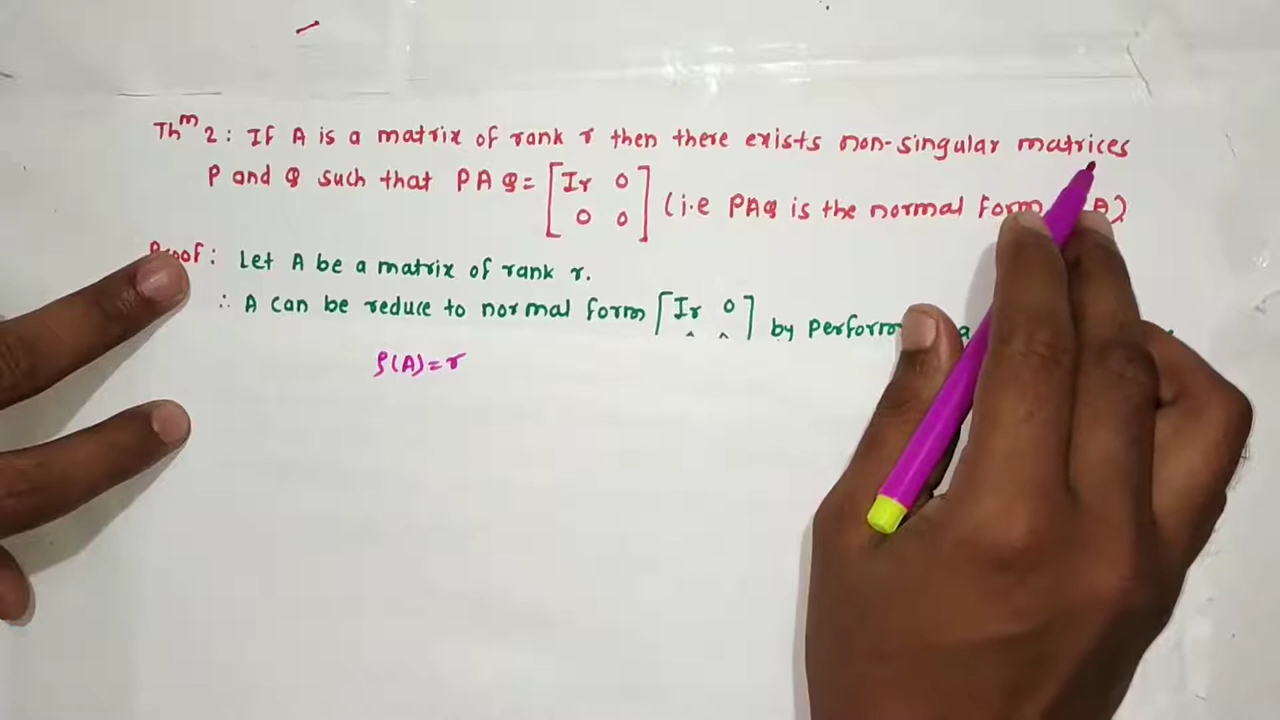 Thm 2: If A is a matrix of rank r then there exists non-singular matrices
P and Q such that PAQ = [Ir 0
0 0] (i.e PAQ is the normal form A)
Proof: Let A be a matrix of rank r.
∴ A can be reduce to normal form [Ir 0] by perform
ρ(A)=r